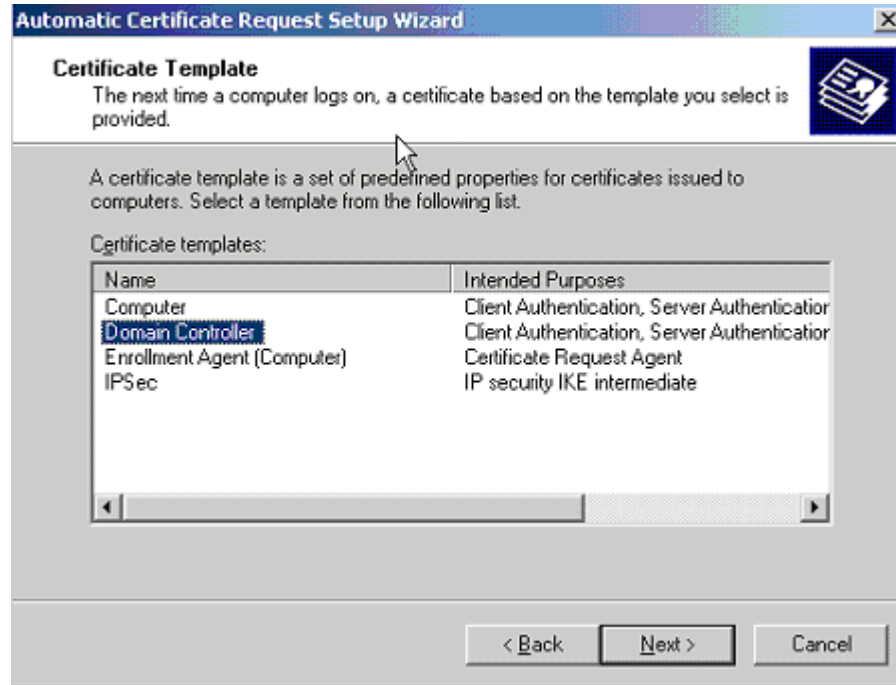 Automatic Certificate Request Setup Wizard
Certificate Template
The next time a computer logs on, a certificate based on the template you select is
provided.
A certificate template is a set of predefined properties for certificates issued to
computers. Select a template from the following list.
Certificate templates:
Name Intended Purposes
Computer Client Authentication, Server Authentication
Domain Controller Client Authentication, Server Authentication
Enrollment Agent (Computer) Certificate Request Agent
IPSec IP security IKE intermediate
< Back Next > Cancel